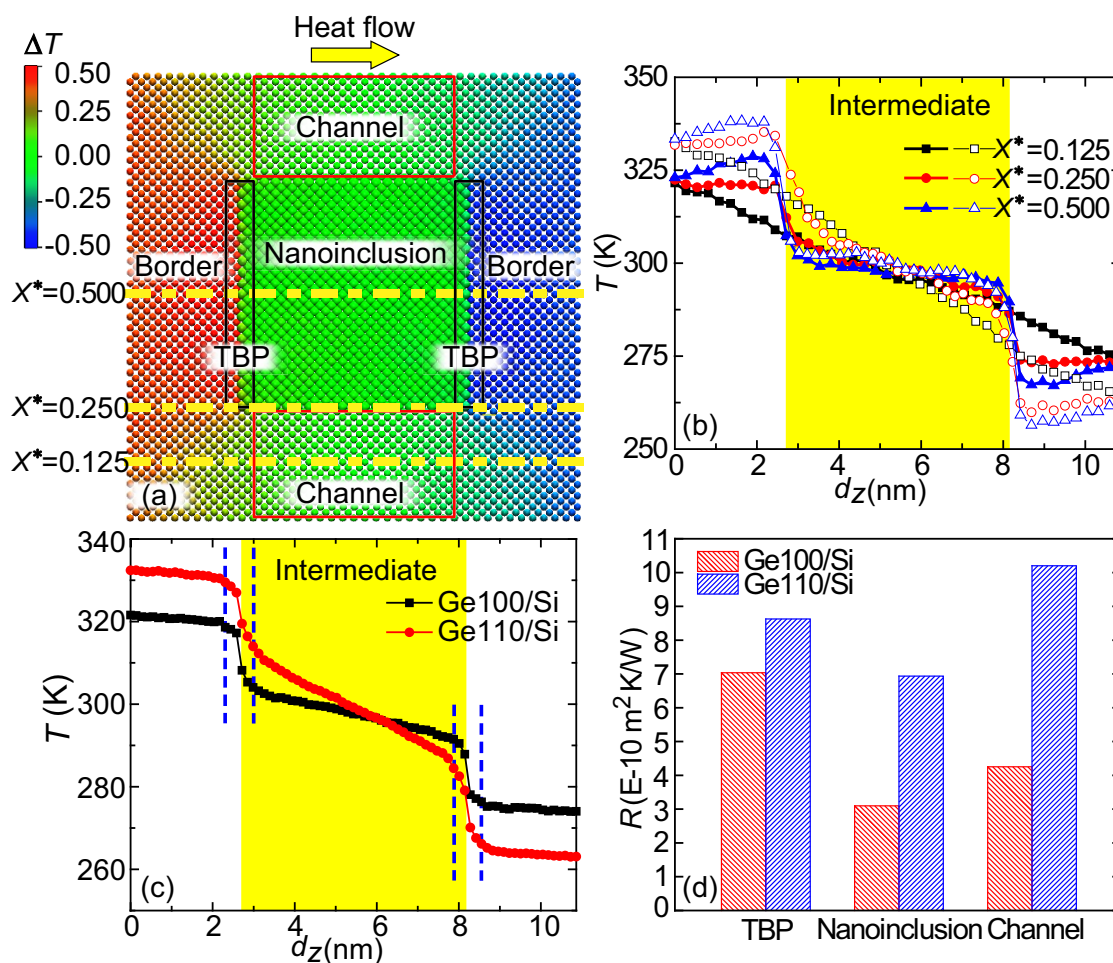 Heat flow
ΔT
0.50
0.25
0.00
-0.25
-0.50
Channel
Nanoinclusion
Border
Border
X*=0.500
TBP
TBP
X*=0.250
X*=0.125
Channel
(a)
350
325
300
275
250
T (K)
Intermediate
X*=0.125
X*=0.250
X*=0.500
(b)
0 2 4 6 8 10
dz(nm)
340
320
300
280
260
T (K)
Intermediate
Ge100/Si
Ge110/Si
(c)
0 2 4 6 8 10
dz(nm)
11
10
9
8
7
6
5
4
3
2
1
0
R(E-10 m² K/W)
Ge100/Si
Ge110/Si
(d)
TBP Nanoinclusion Channel